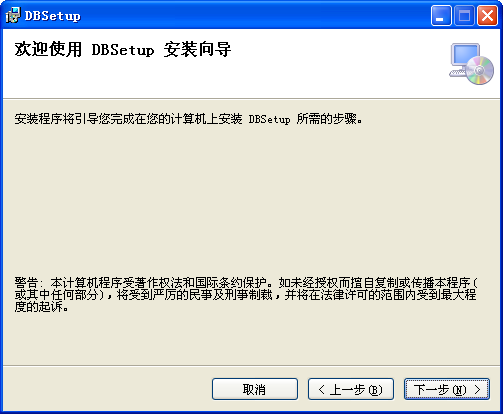 DBSetup
欢迎使用 DBSetup 安装向导
安装程序将引导您完成在您的计算机上安装 DBSetup 所需的步骤。
警告: 本计算机程序受著作权法和国际条约保护。如未经授权而擅自复制或传播本程序(
或其中任何部分)，将受到严厉的民事及刑事制裁，并将在法律许可的范围内受到最大程
度的起诉。
取消
< 上一步(B)
下一步(N) >